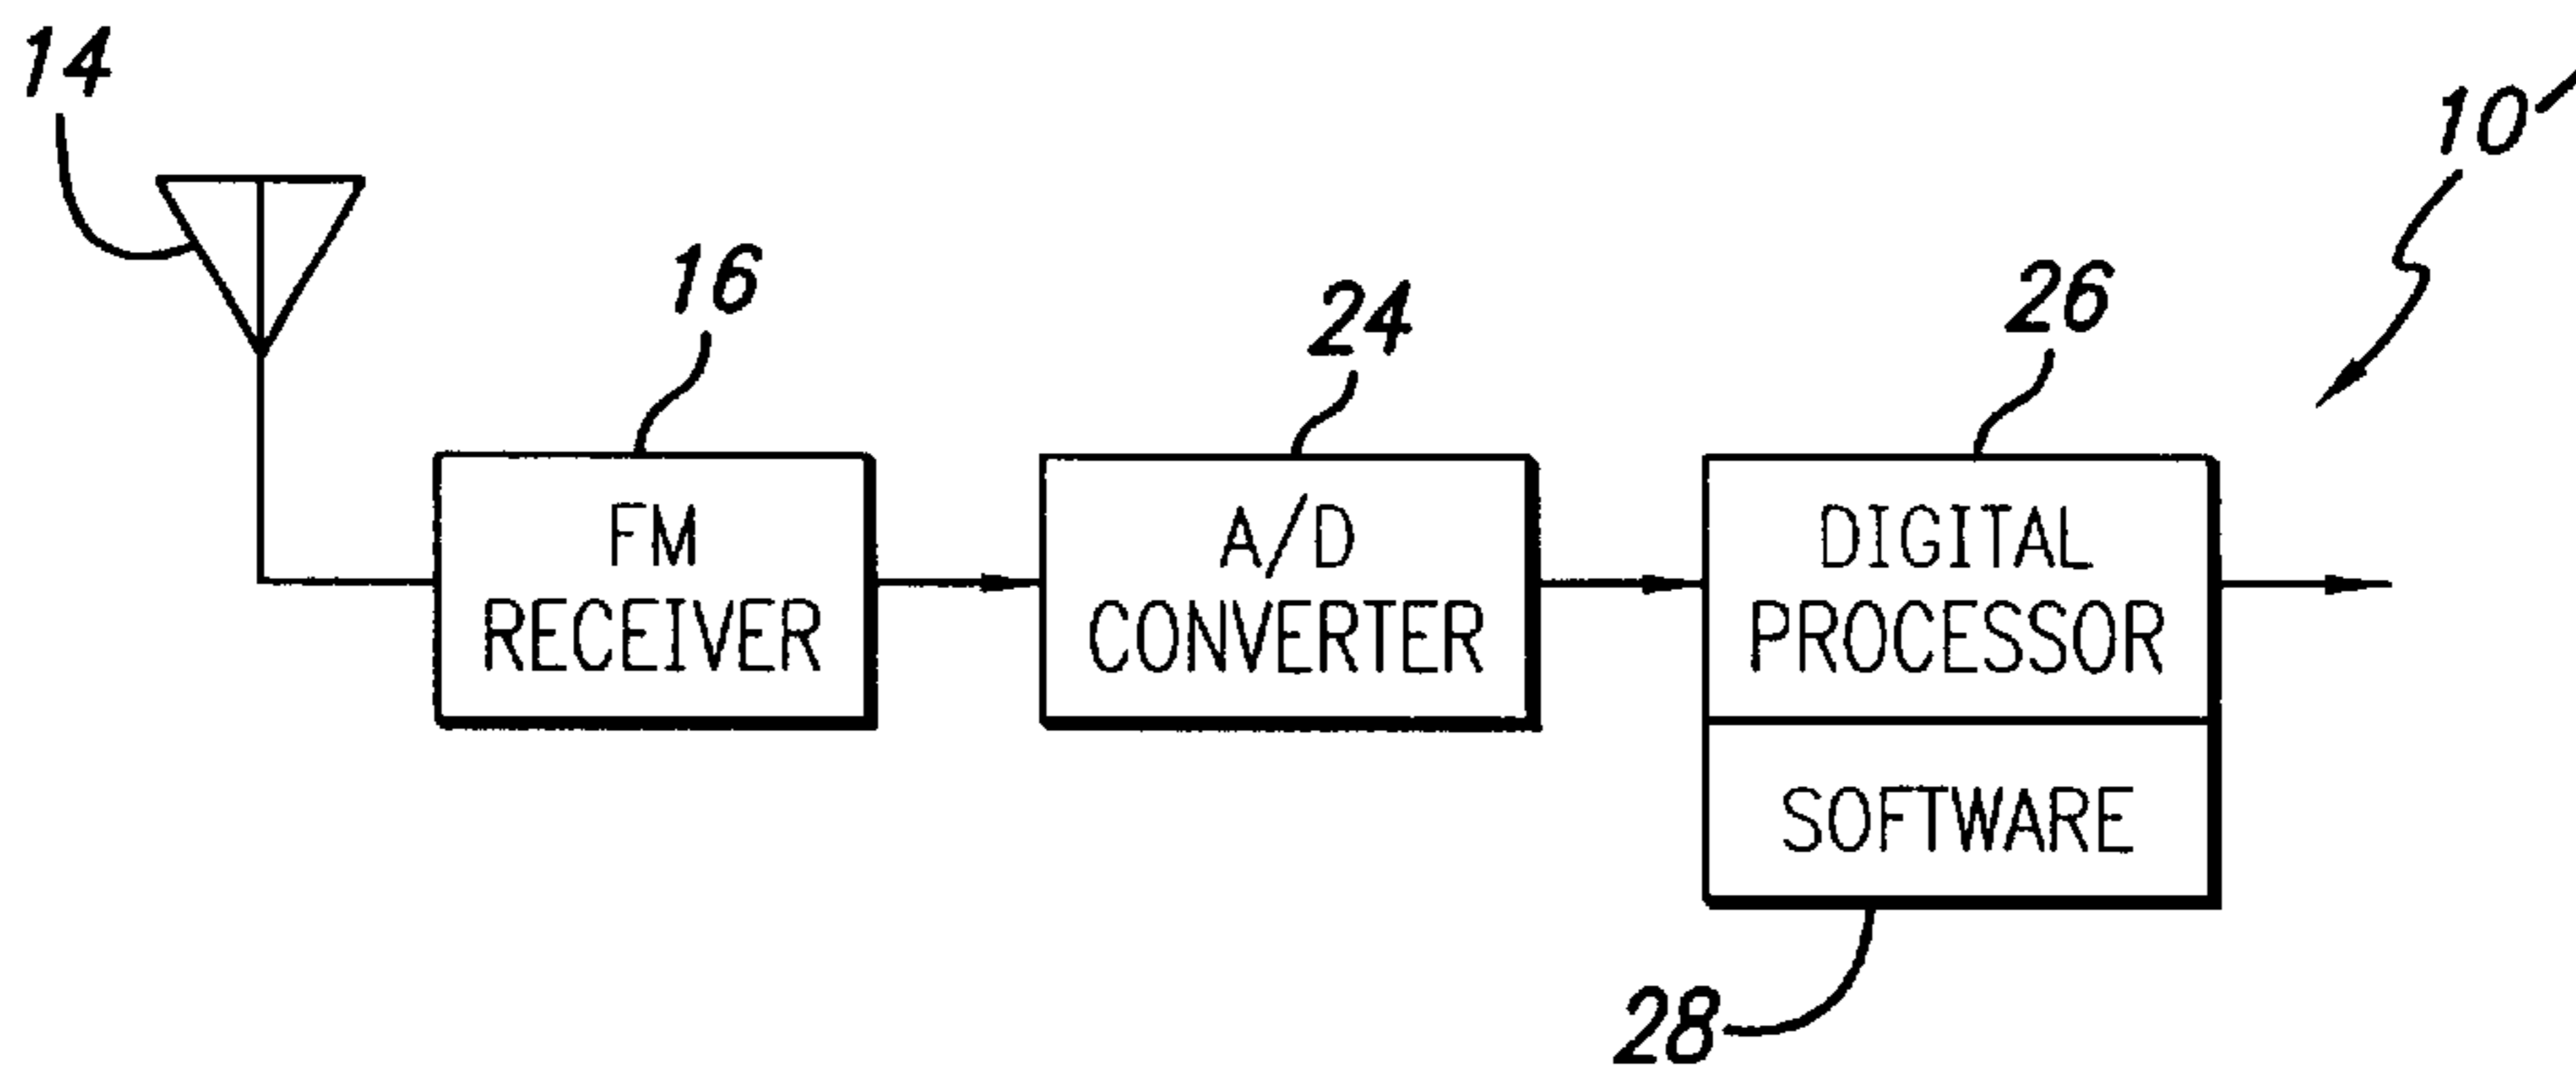 14
10
16
24
26
FM
RECEIVER
A/D
CONVERTER
DIGITAL
PROCESSOR
SOFTWARE
28